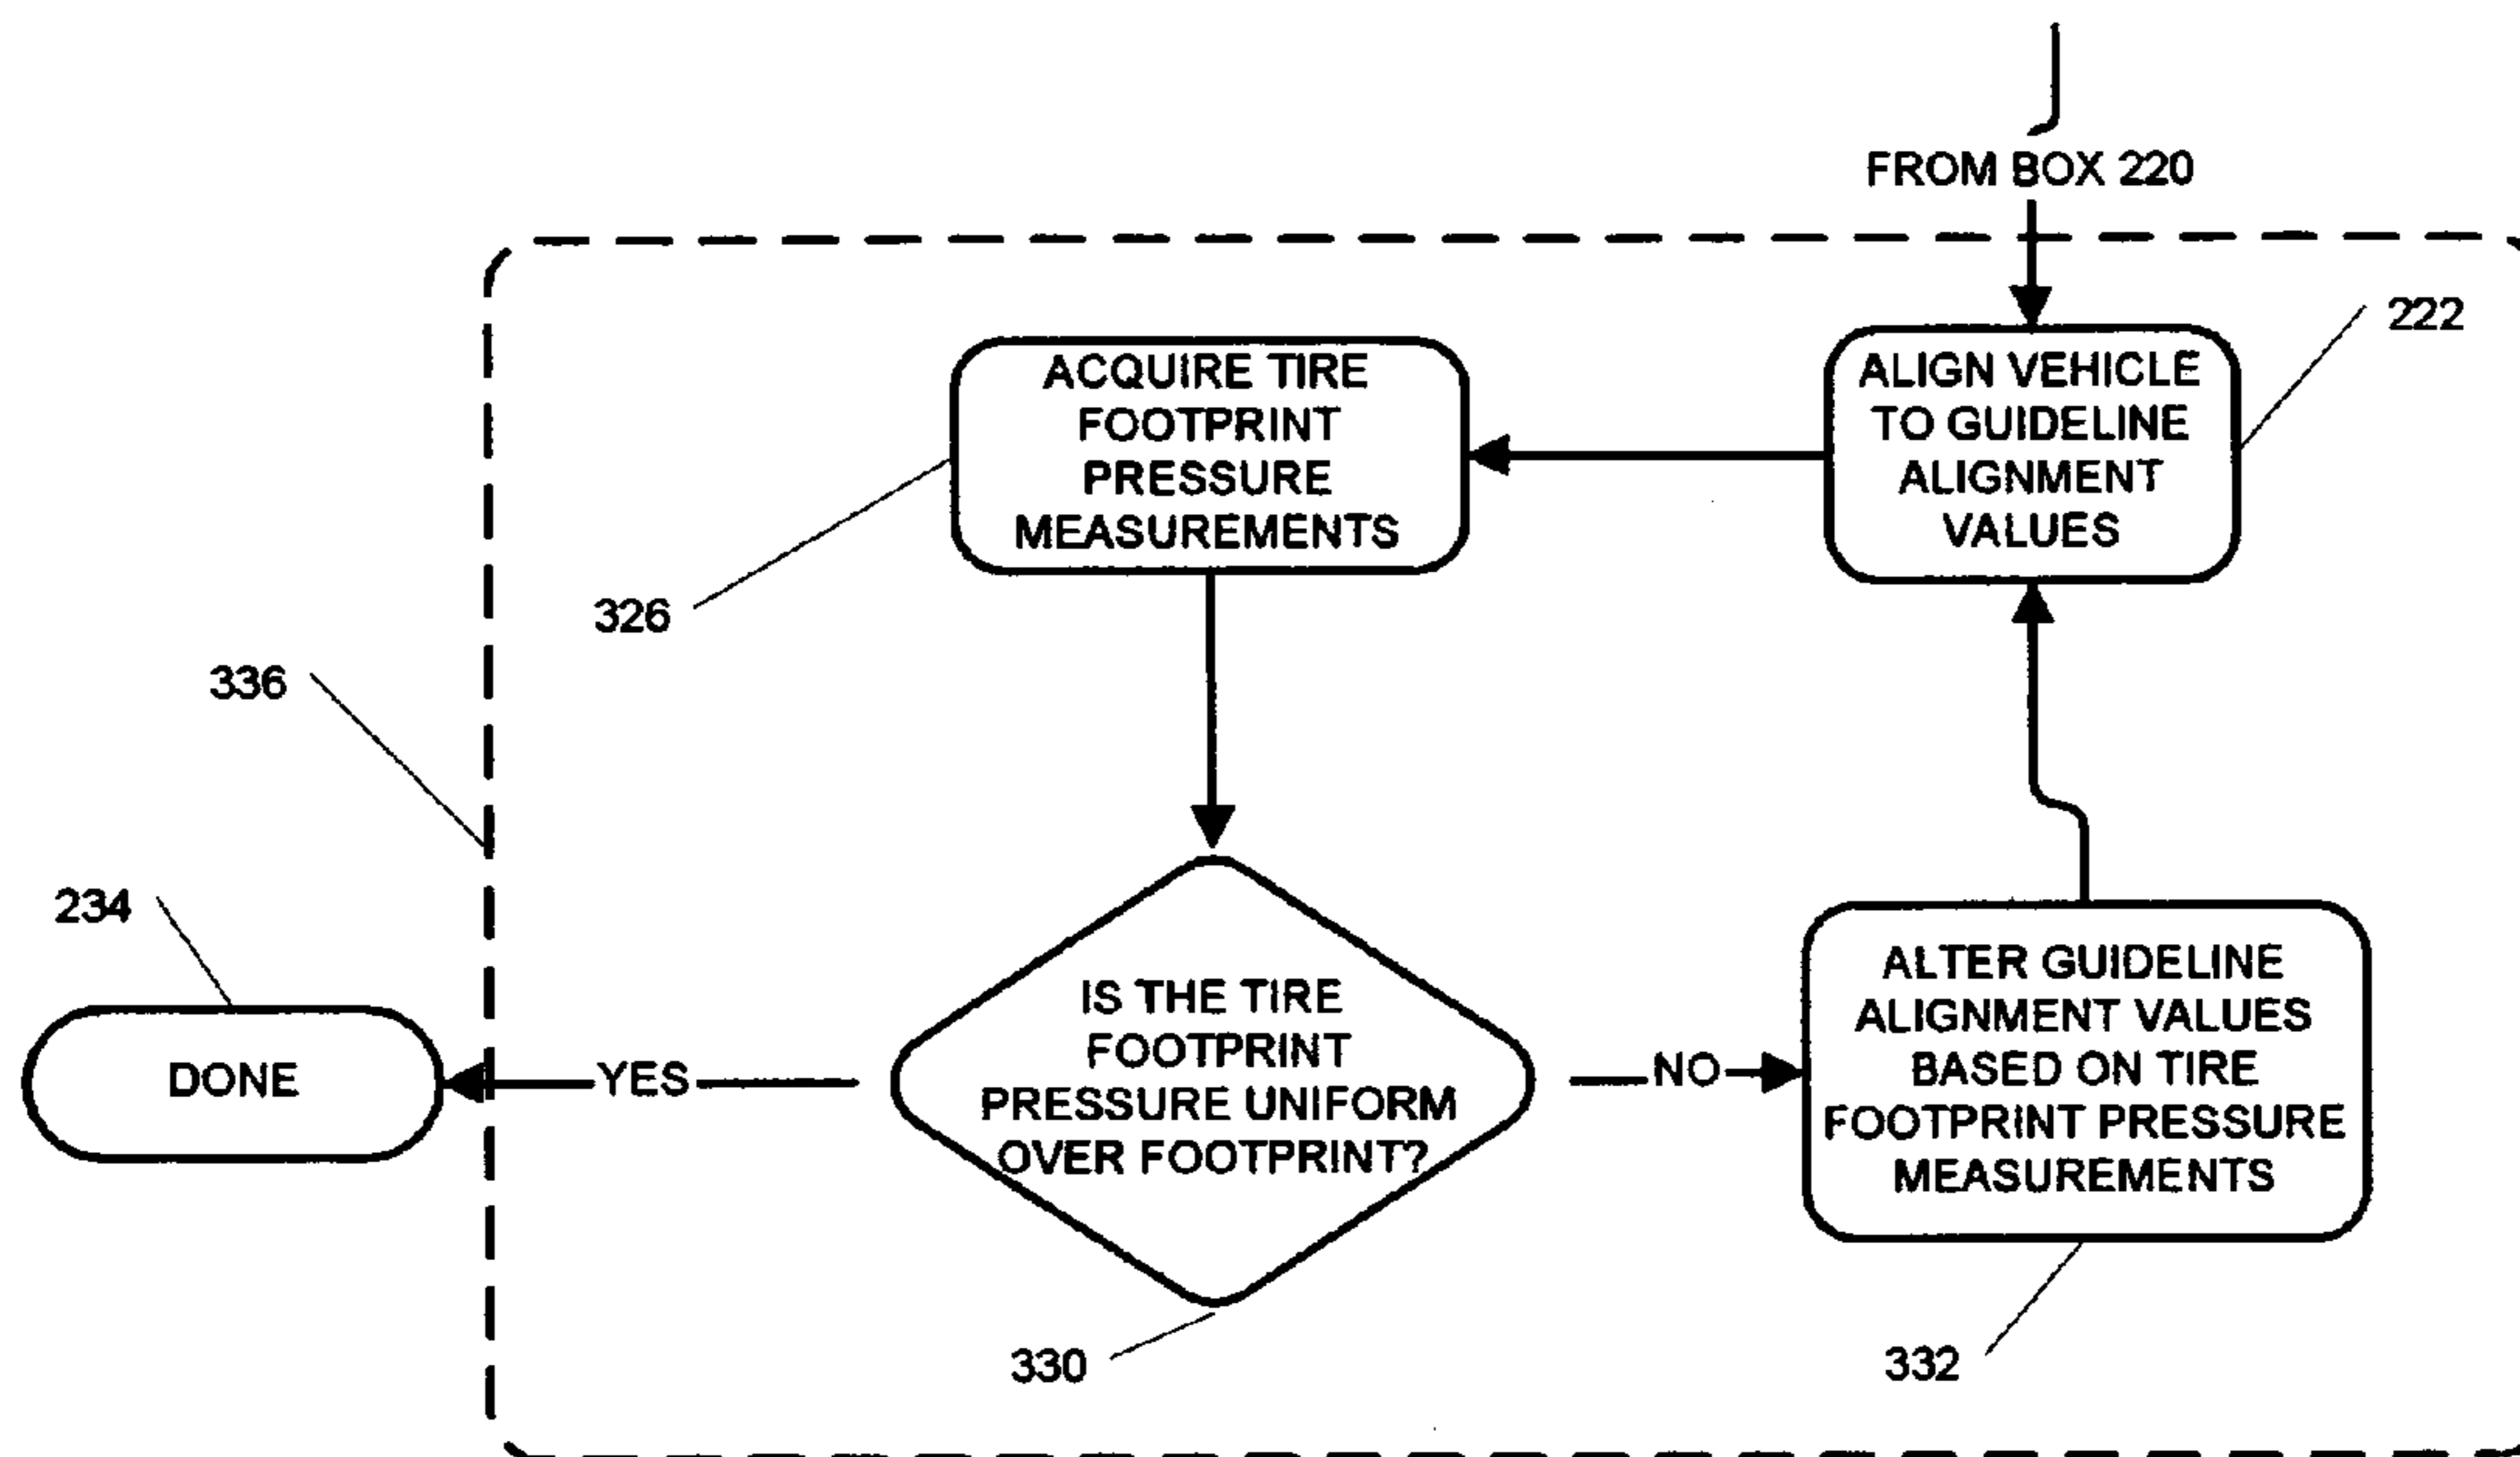 FROM BOX 220
222
ACQUIRE TIRE
FOOTPRINT
PRESSURE
MEASUREMENTS
ALIGN VEHICLE
TO GUIDELINE
ALIGNMENT
VALUES
326
336
234
DONE
YES
IS THE TIRE
FOOTPRINT
PRESSURE UNIFORM
OVER FOOTPRINT?
NO
ALTER GUIDELINE
ALIGNMENT VALUES
BASED ON TIRE
FOOTPRINT PRESSURE
MEASUREMENTS
330
332